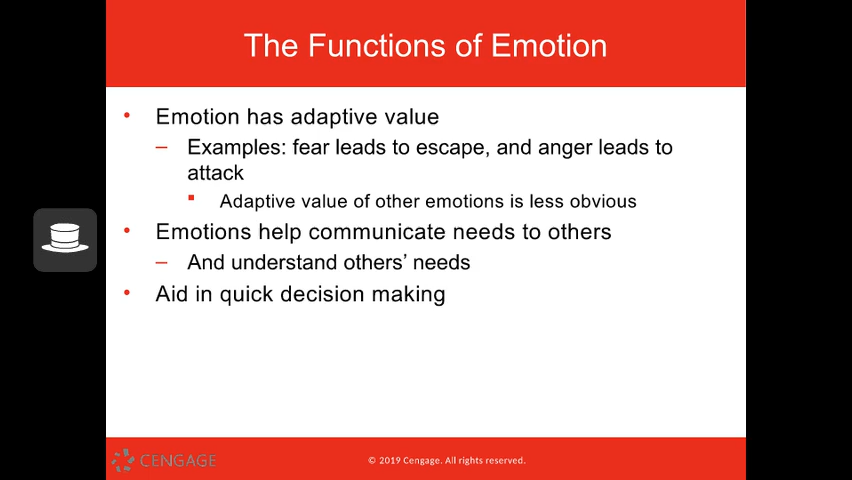 The Functions of Emotion
• Emotion has adaptive value
– Examples: fear leads to escape, and anger leads to
attack
▪ Adaptive value of other emotions is less obvious
• Emotions help communicate needs to others
– And understand others’ needs
• Aid in quick decision making
CENGAGE
© 2019 Cengage. All rights reserved.